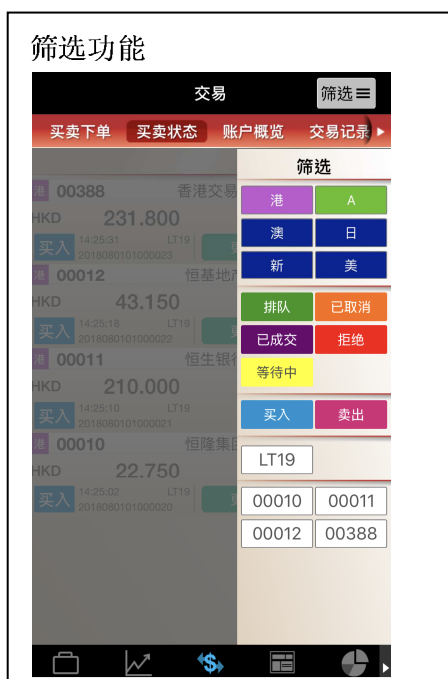 筛选功能
交易
筛选
买卖下单 买卖状态 账户概览 交易记录
筛选
港 00388 香港交易
港 A
HKD 231.800
澳 日
买入 14:25:31 LT19
2018080101000023
新 美
港 00012 恒基地产
HKD 43.150
排队 已取消
买入 14:25:18 LT19
2018080101000022
已成交 拒绝
港 00011 恒生银行
等待中
HKD 210.000
买入 14:25:10 LT19
2018080101000021
买入 卖出
港 00010 恒隆集团
LT19
HKD 22.750
买入 14:25:02 LT19
2018080101000020
00010 00011
00012 00388